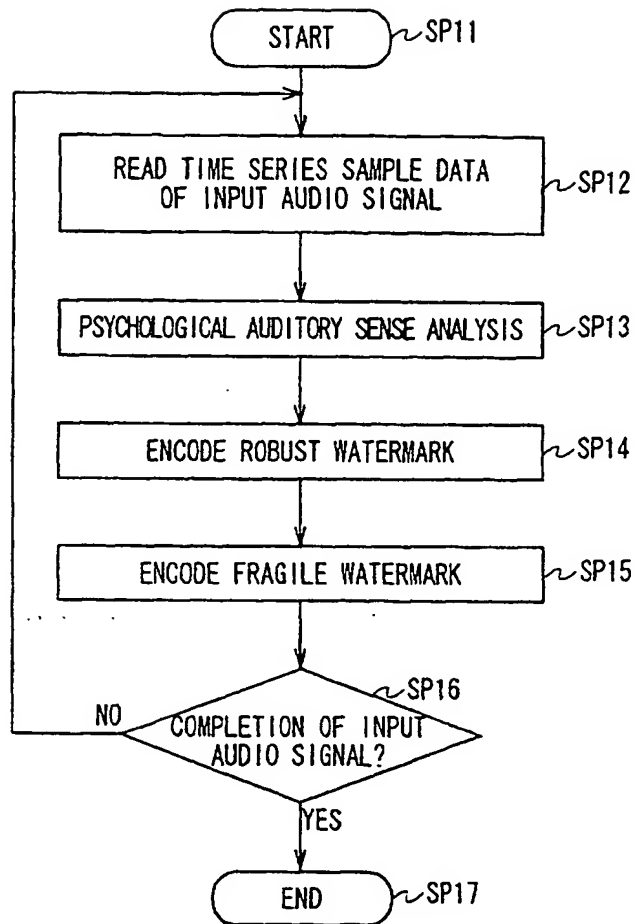 START
SP11
READ TIME SERIES SAMPLE DATA
OF INPUT AUDIO SIGNAL
SP12
PSYCHOLOGICAL AUDITORY SENSE ANALYSIS
SP13
ENCODE ROBUST WATERMARK
SP14
ENCODE FRAGILE WATERMARK
SP15
SP16
NO
COMPLETION OF INPUT
AUDIO SIGNAL?
YES
END
SP17